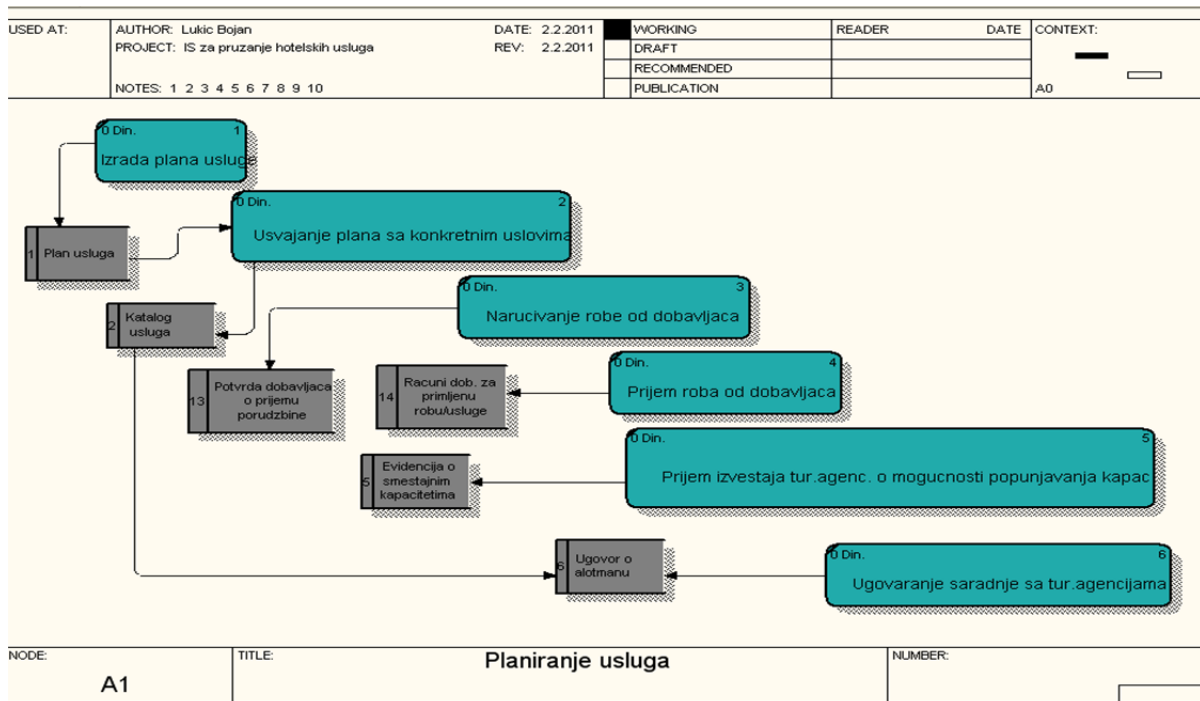 USED AT:
AUTHOR: Lukic Bojan
DATE: 2.2.2011
PROJECT: IS za pruzanje hotelskih usluga
REV: 2.2.2011
NOTES: 1 2 3 4 5 6 7 8 9 10
WORKING
DRAFT
RECOMMENDED
PUBLICATION
READER
DATE
CONTEXT:
A0
0 Din.
1
Izrada plana usluge
0 Din.
2
Usvajanje plana sa konkretnim uslovima
1
Plan usluga
0 Din.
3
Narucivanje robe od dobavljaca
2
Katalog
usluga
0 Din.
4
Prijem roba od dobavljaca
13
Potvrda dobavljaca
o prijemu
porudzbine
14
Racuni dob. za
primljenu
robu/usluge
0 Din.
5
Prijem izvestaja tur.agenc. o mogucnosti popunjavanja kapac
5
Evidencija o
smestajnim
kapacitetima
6
Ugovor o
alotmanu
0 Din.
6
Ugovaranje saradnje sa tur.agencijama
NODE:
A1
TITLE:
Planiranje usluga
NUMBER: